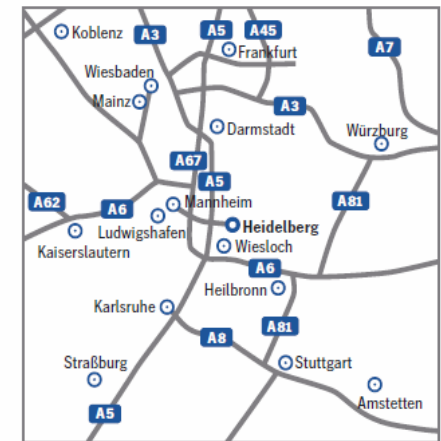 Koblenz
A3
A5
A45
Frankfurt
A7
Wiesbaden
Mainz
A3
Darmstadt
Würzburg
A67
A5
A62
A6
Mannheim
A81
Ludwigshafen
Heidelberg
Kaiserslautern
Wiesloch
A6
Heilbronn
Karlsruhe
A8
A81
Straßburg
Stuttgart
A5
Amstetten